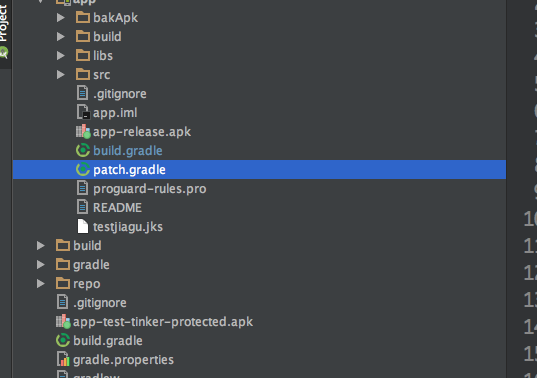 Project
app
bakApk
build
libs
src
.gitignore
app.iml
app-release.apk
build.gradle
patch.gradle
proguard-rules.pro
README
testjiagu.jks
build
gradle
repo
.gitignore
app-test-tinker-protected.apk
build.gradle
gradle.properties
gradlew
10
11
12
13
14
15